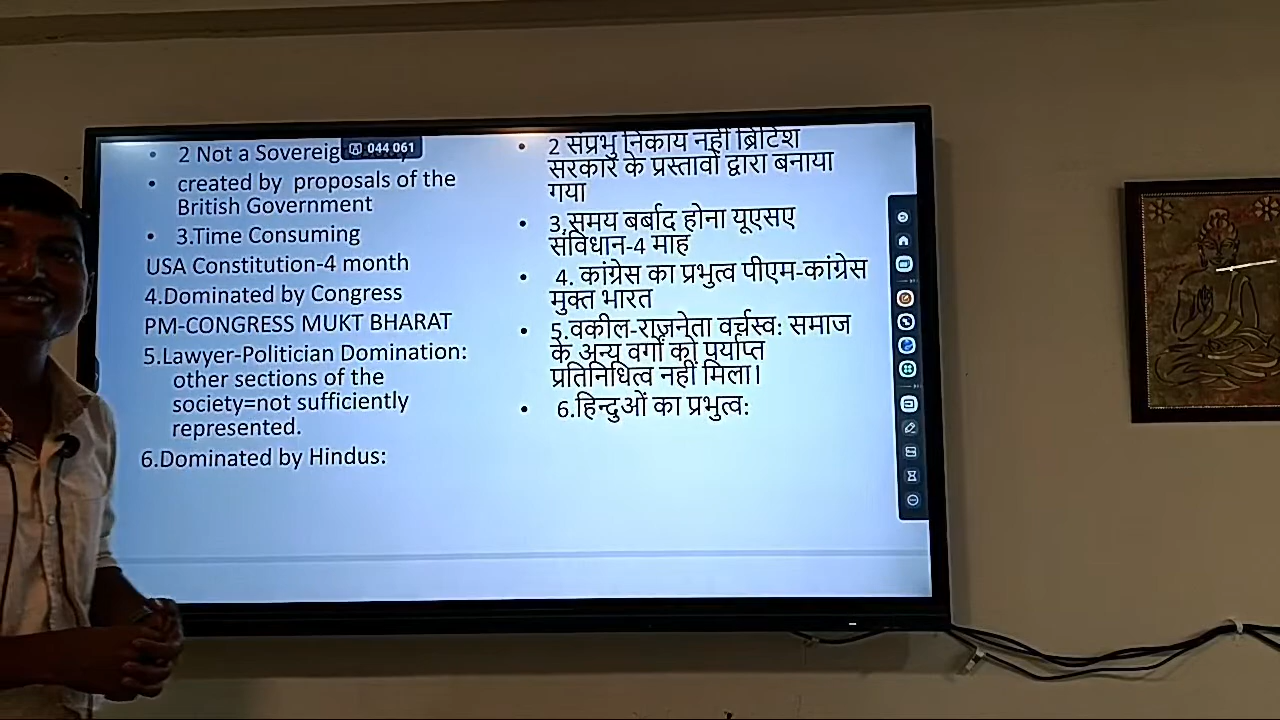 2 Not a Sovereig
044 061
created by proposals of the
British Government
3.Time Consuming
USA Constitution-4 month
4.Dominated by Congress
PM-CONGRESS MUKT BHARAT
5.Lawyer-Politician Domination:
other sections of the
society=not sufficiently
represented.
6.Dominated by Hindus:
2 संप्रभु निकाय नहीं ब्रिटिश
सरकार के प्रस्तावों द्वारा बनाया
गया
3,समय बर्बाद होना यूएसए
संविधान-4 माह
4. कांग्रेस का प्रभुत्व पीएम-कांग्रेस
मुक्त भारत
5.वकील-राजनेता वर्चस्व: समाज
के अन्य वर्गों को पर्याप्त
प्रतिनिधित्व नहीं मिला।
6.हिन्दुओं का प्रभुत्व: